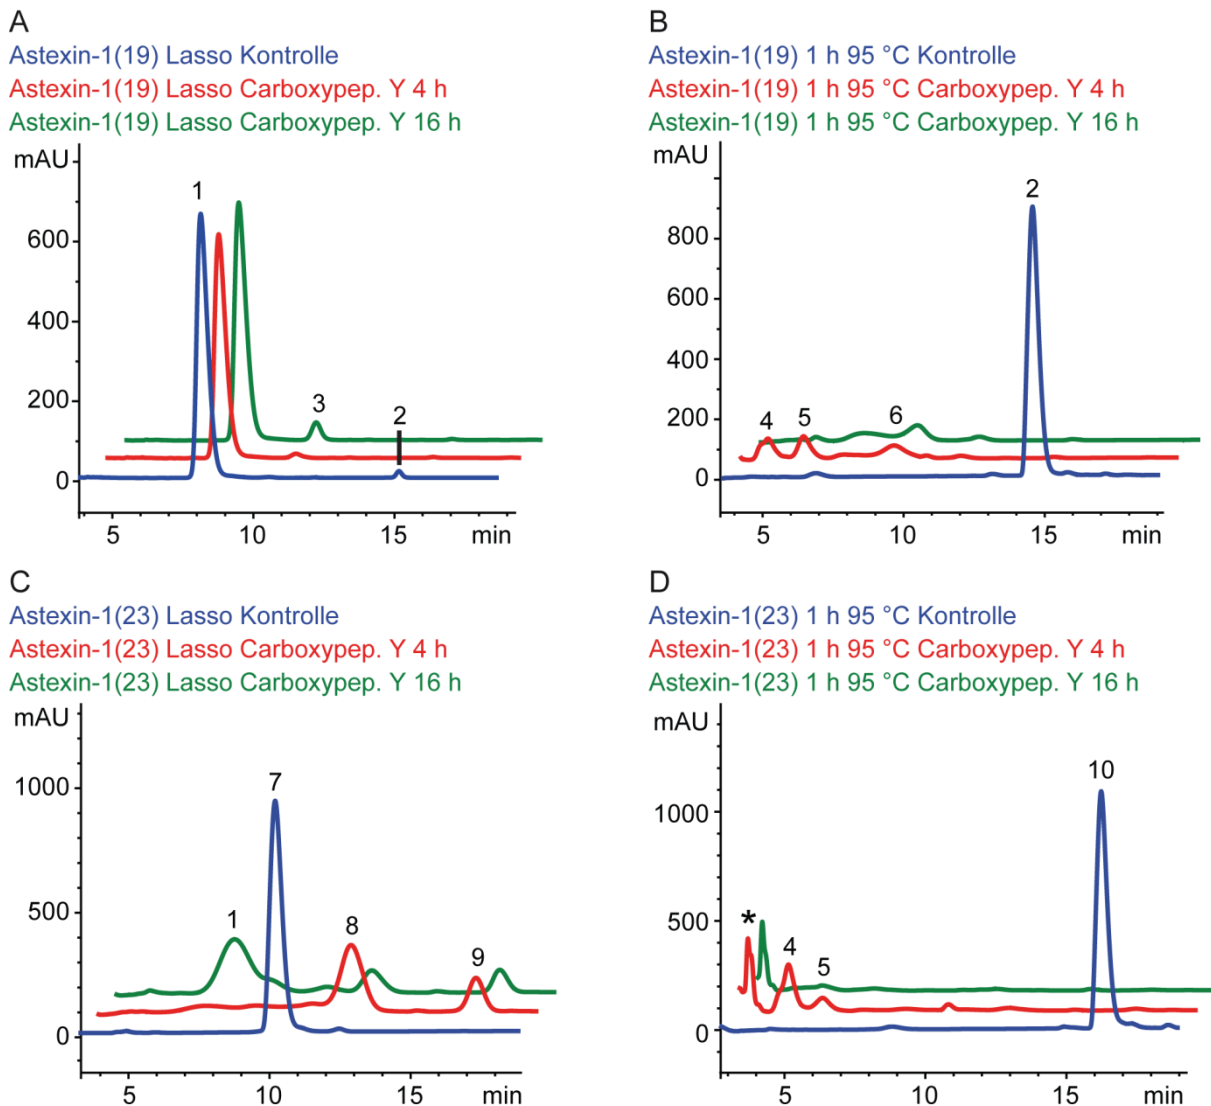 A
Astexin-1(19) Lasso Kontrolle
Astexin-1(19) Lasso Carboxypep. Y 4 h
Astexin-1(19) Lasso Carboxypep. Y 16 h
mAU
600
400
200
0
1
3
2
5
10
15
min
B
Astexin-1(19) 1 h 95 °C Kontrolle
Astexin-1(19) 1 h 95 °C Carboxypep. Y 4 h
Astexin-1(19) 1 h 95 °C Carboxypep. Y 16 h
mAU
800
600
400
200
0
2
4
5
6
5
10
15
min
C
Astexin-1(23) Lasso Kontrolle
Astexin-1(23) Lasso Carboxypep. Y 4 h
Astexin-1(23) Lasso Carboxypep. Y 16 h
mAU
1000
500
0
7
1
8
9
5
10
15
min
D
Astexin-1(23) 1 h 95 °C Kontrolle
Astexin-1(23) 1 h 95 °C Carboxypep. Y 4 h
Astexin-1(23) 1 h 95 °C Carboxypep. Y 16 h
mAU
1000
500
0
10
*
4
5
5
10
15
min